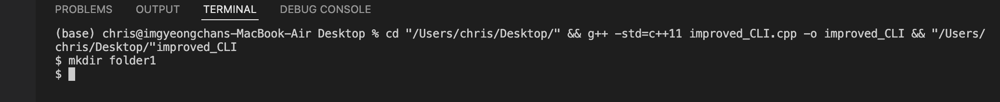 PROBLEMS OUTPUT TERMINAL DEBUG CONSOLE
(base) chris@imgyeongchans-MacBook-Air Desktop % cd "/Users/chris/Desktop/" && g++ -std=c++11 improved_CLI.cpp -o improved_CLI && "/Users/
chris/Desktop/"improved_CLI
$ mkdir folder1
$